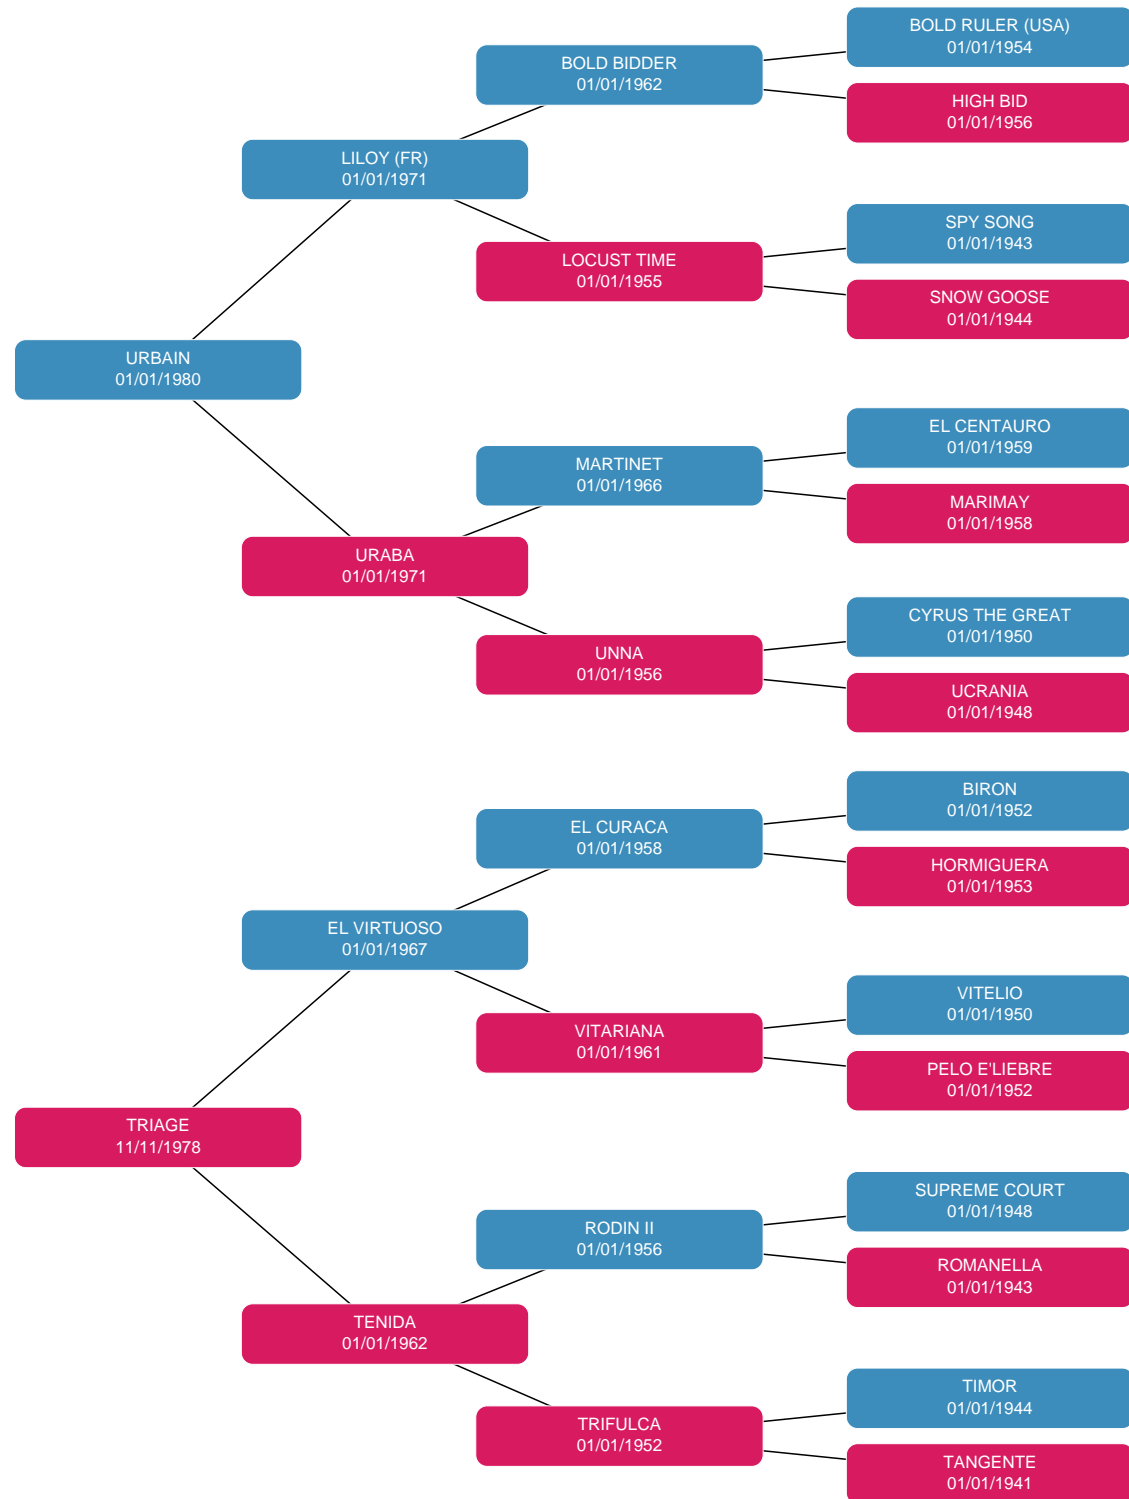 BOLD RULER (USA)
01/01/1954
BOLD BIDDER
01/01/1962
HIGH BID
01/01/1956
LILOY (FR)
01/01/1971
SPY SONG
01/01/1943
LOCUST TIME
01/01/1955
SNOW GOOSE
01/01/1944
URBAIN
01/01/1980
EL CENTAURO
01/01/1959
MARTINET
01/01/1966
MARIMAY
01/01/1958
URABA
01/01/1971
CYRUS THE GREAT
01/01/1950
UNNA
01/01/1956
UCRANIA
01/01/1948
BIRON
01/01/1952
EL CURACA
01/01/1958
HORMIGUERA
01/01/1953
EL VIRTUOSO
01/01/1967
VITELIO
01/01/1950
VITARIANA
01/01/1961
PELO E'LIEBRE
01/01/1952
TRIAGE
11/11/1978
SUPREME COURT
01/01/1948
RODIN II
01/01/1956
ROMANELLA
01/01/1943
TENIDA
01/01/1962
TIMOR
01/01/1944
TRIFULCA
01/01/1952
TANGENTE
01/01/1941